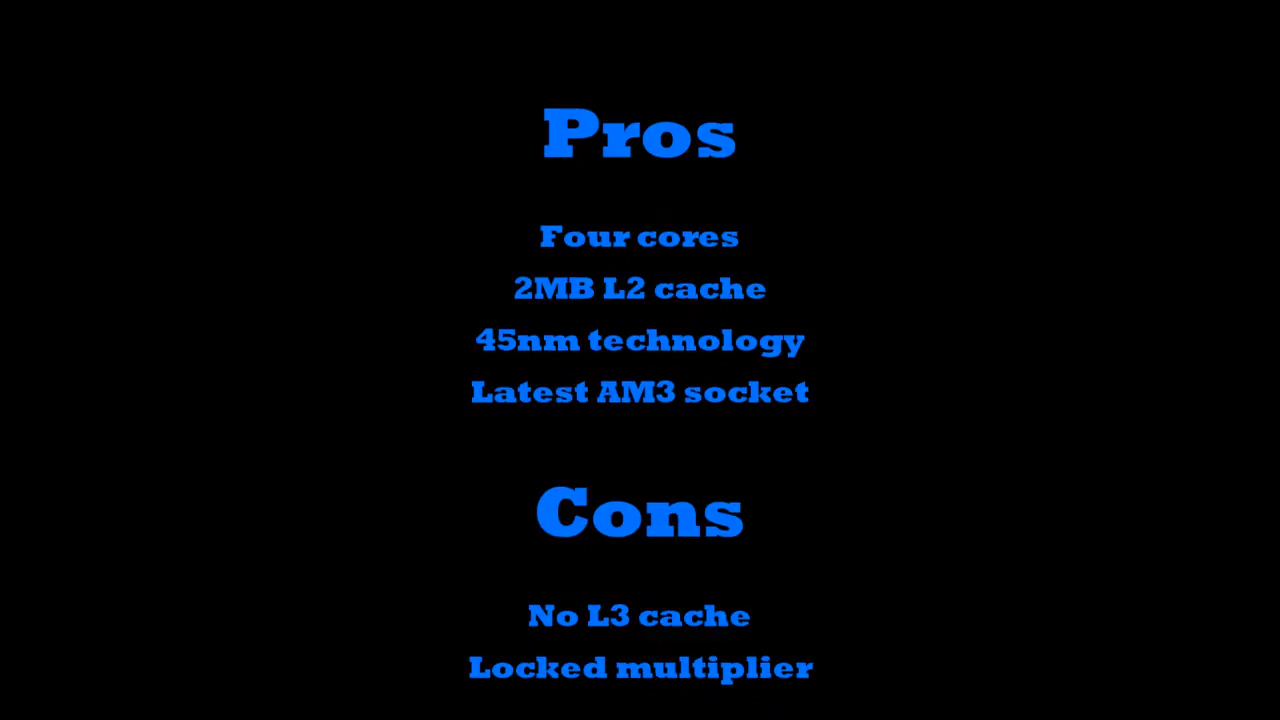 Pros
Four cores
2MB L2 cache
45nm technology
Latest AM3 socket
Cons
No L3 cache
Locked multiplier